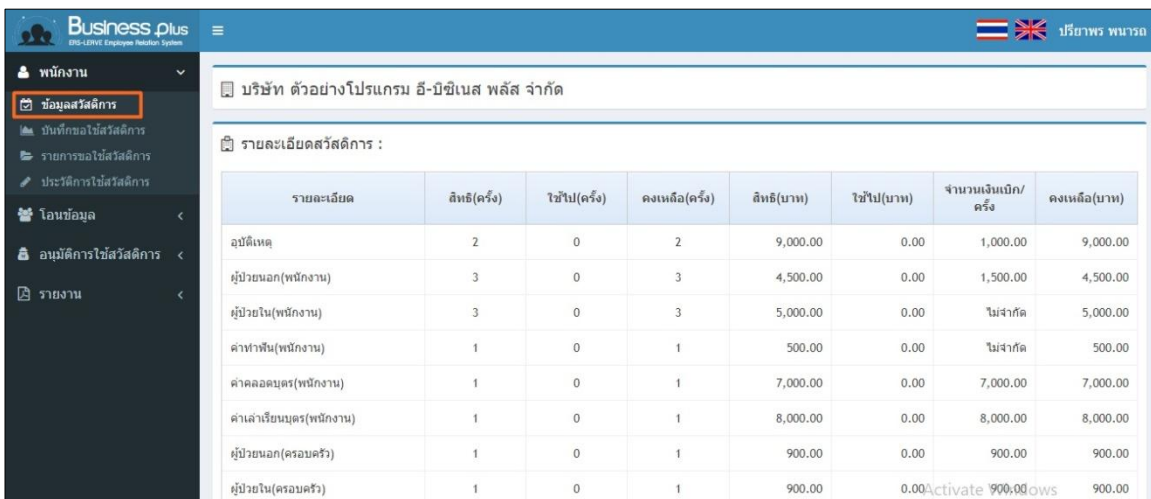 Business plus
ERS-LERVE Employee Relation System
ปรียาพร พนารถ
พนักงาน
ข้อมูลสวัสดิการ
บันทึกขอใช้สวัสดิการ
รายการขอใช้สวัสดิการ
ประวัติการใช้สวัสดิการ
โอนข้อมูล
อนุมัติการใช้สวัสดิการ
รายงาน
บริษัท ตัวอย่างโปรแกรม อี-บิซิเนส พลัส จำกัด
รายละเอียดสวัสดิการ :
รายละเอียด สิทธิ(ครั้ง) ใช้ไป(ครั้ง) คงเหลือ(ครั้ง) สิทธิ(บาท) ใช้ไป(บาท) จำนวนเงินเบิก/ คงเหลือ(บาท)
ครั้ง
อุบัติเหตุ 2 0 2 9,000.00 0.00 1,000.00 9,000.00
ผู้ป่วยนอก(พนักงาน) 3 0 3 4,500.00 0.00 1,500.00 4,500.00
ผู้ป่วยใน(พนักงาน) 3 0 3 5,000.00 0.00 ไม่จำกัด 5,000.00
ค่าทำฟัน(พนักงาน) 1 0 1 500.00 0.00 ไม่จำกัด 500.00
ค่าคลอดบุตร(พนักงาน) 1 0 1 7,000.00 0.00 7,000.00 7,000.00
ค่าเล่าเรียนบุตร(พนักงาน) 1 0 1 8,000.00 0.00 8,000.00 8,000.00
ผู้ป่วยนอก(ครอบครัว) 1 0 1 900.00 0.00 900.00 900.00
ผู้ป่วยใน(ครอบครัว) 1 0 1 900.00 0.00 900.00 900.00
Activate Windows